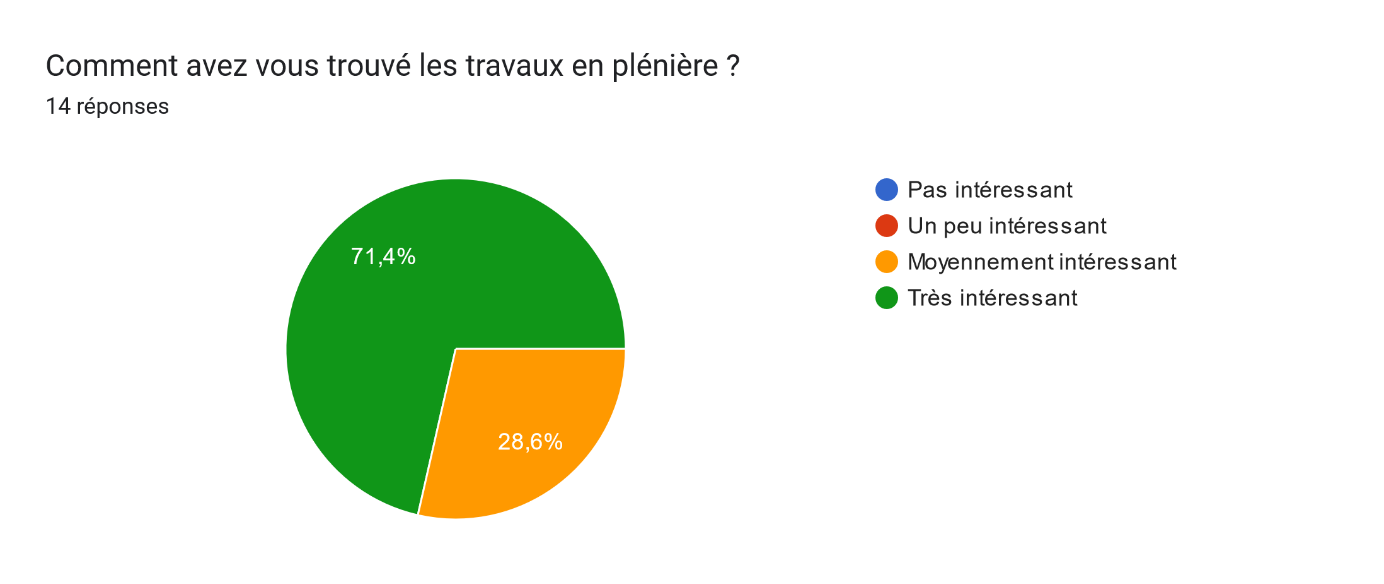 Comment avez vous trouvé les travaux en plénière ?
14 réponses
71,4%
28,6%
Pas intéressant
Un peu intéressant
Moyennement intéressant
Très intéressant